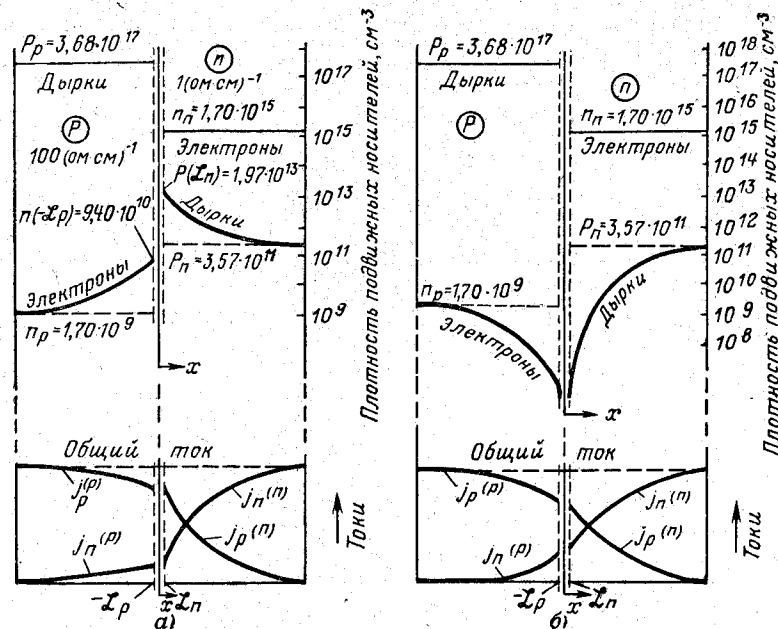 P_p=3,68·10^17
Дырки
P
100(ом·см)^-1
n(-ℒp)=9,40·10^10
Электроны
n_p=1,70·10^9
n
1(ом·см)^-1
n_n=1,70·10^15
Электроны
P(ℒn)=1,97·10^13
Дырки
P_n=3,57·10^11
x
10^17
10^15
10^13
10^11
10^9
Плотность подвижных носителей, см^-3
Общий ток
j_p^(p)
j_n^(p)
j_n^(n)
j_p^(n)
Токи
-ℒp x ℒn
а)
P_p=3,68·10^17
Дырки
P
n_p=1,70·10^9
Электроны
n
n_n=1,70·10^15
Электроны
P_n=3,57·10^11
Дырки
x
10^18
10^17
10^16
10^15
10^14
10^13
10^12
10^11
10^10
10^9
10^8
Плотность подвижных носителей, см^-3
Общий ток
j_p^(p)
j_n^(p)
j_n^(n)
j_p^(n)
Токи
-ℒp x ℒn
б)